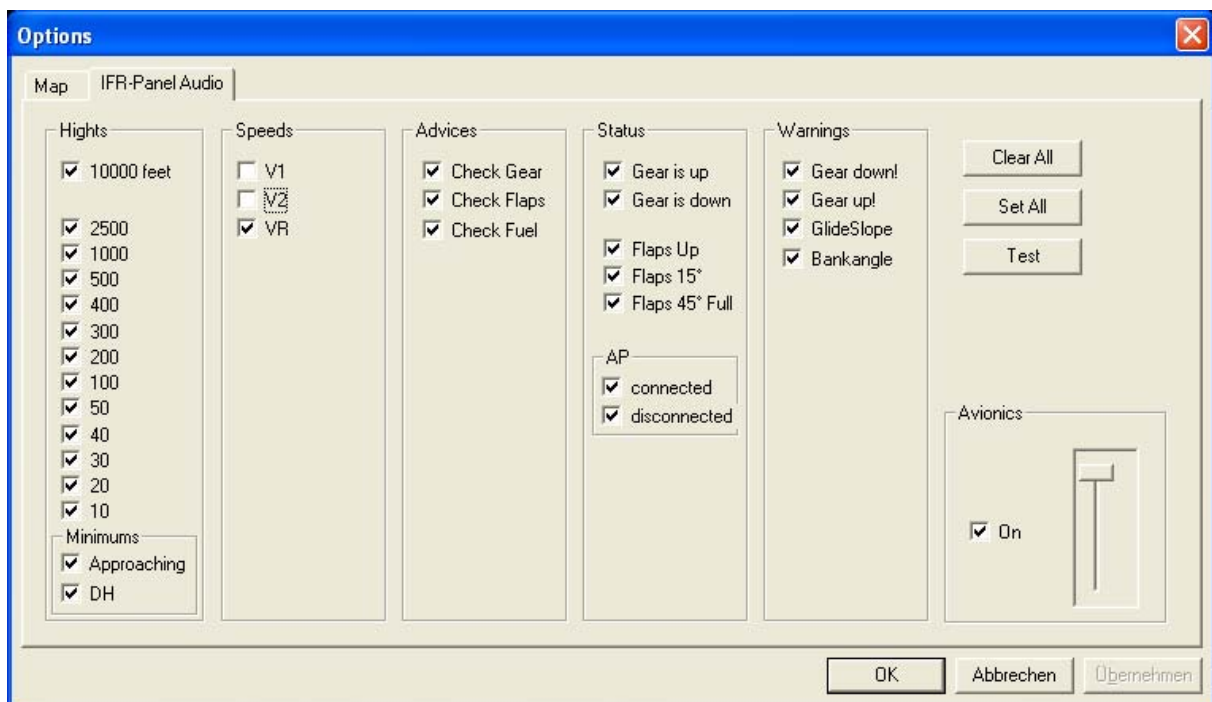 Options
Map
IFR-Panel Audio
Hights
10000 feet
2500
1000
500
400
300
200
100
50
40
30
20
10
Minimums
Approaching
DH
Speeds
V1
V2
VR
Advices
Check Gear
Check Flaps
Check Fuel
Status
Gear is up
Gear is down
Flaps Up
Flaps 15°
Flaps 45° Full
AP
connected
disconnected
Warnings
Gear down!
Gear up!
GlideSlope
Bankangle
Clear All
Set All
Test
Avionics
On
OK
Abbrechen
Übernehmen